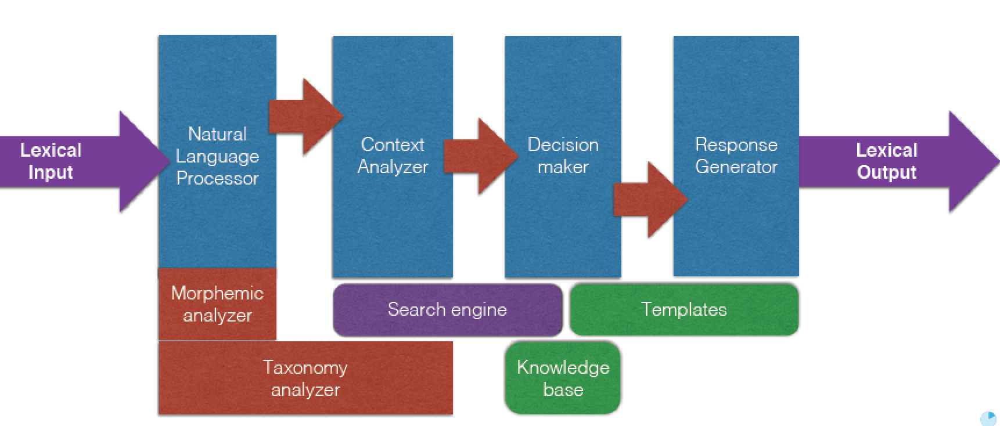 Lexical
Input
Natural
Language
Processor
Context
Analyzer
Decision
maker
Response
Generator
Lexical
Output
Morphemic
analyzer
Search engine
Templates
Taxonomy
analyzer
Knowledge
base